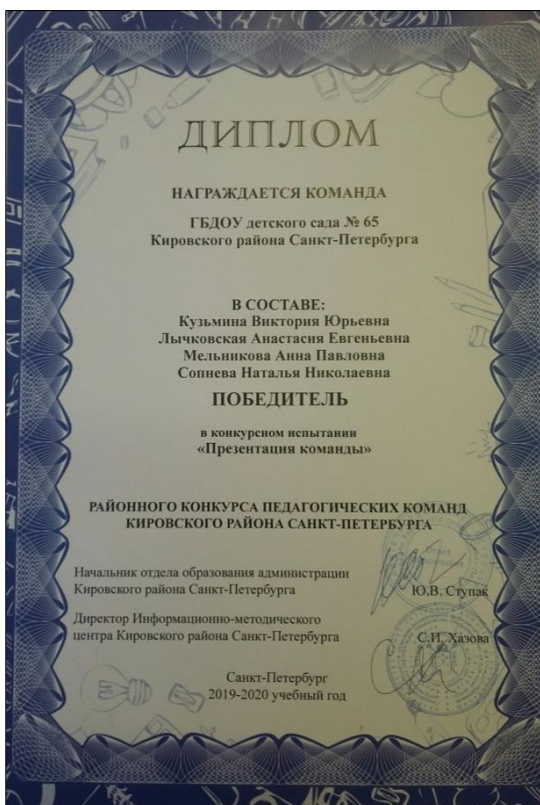 ДИПЛОМ
НАГРАЖДАЕТСЯ КОМАНДА
ГБДОУ детского сада № 65
Кировского района Санкт-Петербурга
В СОСТАВЕ:
Кузьмина Виктория Юрьевна
Лычковская Анастасия Евгеньевна
Мельникова Анна Павловна
Сопнева Наталья Николаевна
ПОБЕДИТЕЛЬ
в конкурсном испытании
«Презентация команды»
РАЙОННОГО КОНКУРСА ПЕДАГОГИЧЕСКИХ КОМАНД
КИРОВСКОГО РАЙОНА САНКТ-ПЕТЕРБУРГА
Начальник отдела образования администрации
Кировского района Санкт-Петербурга Ю.В. Ступак
Директор Информационно-методического
центра Кировского района Санкт-Петербурга С.И. Хазова
Санкт-Петербург
2019-2020 учебный год